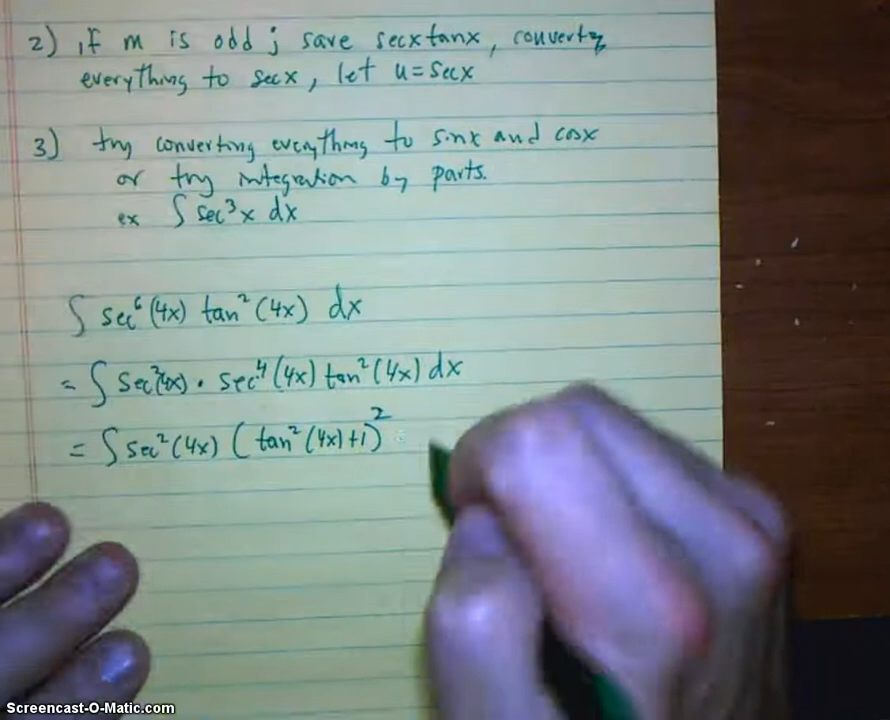 2) if m is odd ; save secxtanx, converting
everything to secx, let u=secx
3) try converting everything to sinx and cosx
or try integration by parts.
ex ∫ sec³x dx
∫ sec⁶(4x) tan²(4x) dx
= ∫ sec²(4x) · sec⁴(4x) tan²(4x) dx
= ∫ sec²(4x) (tan²(4x)+1)²
Screencast-O-Matic.com